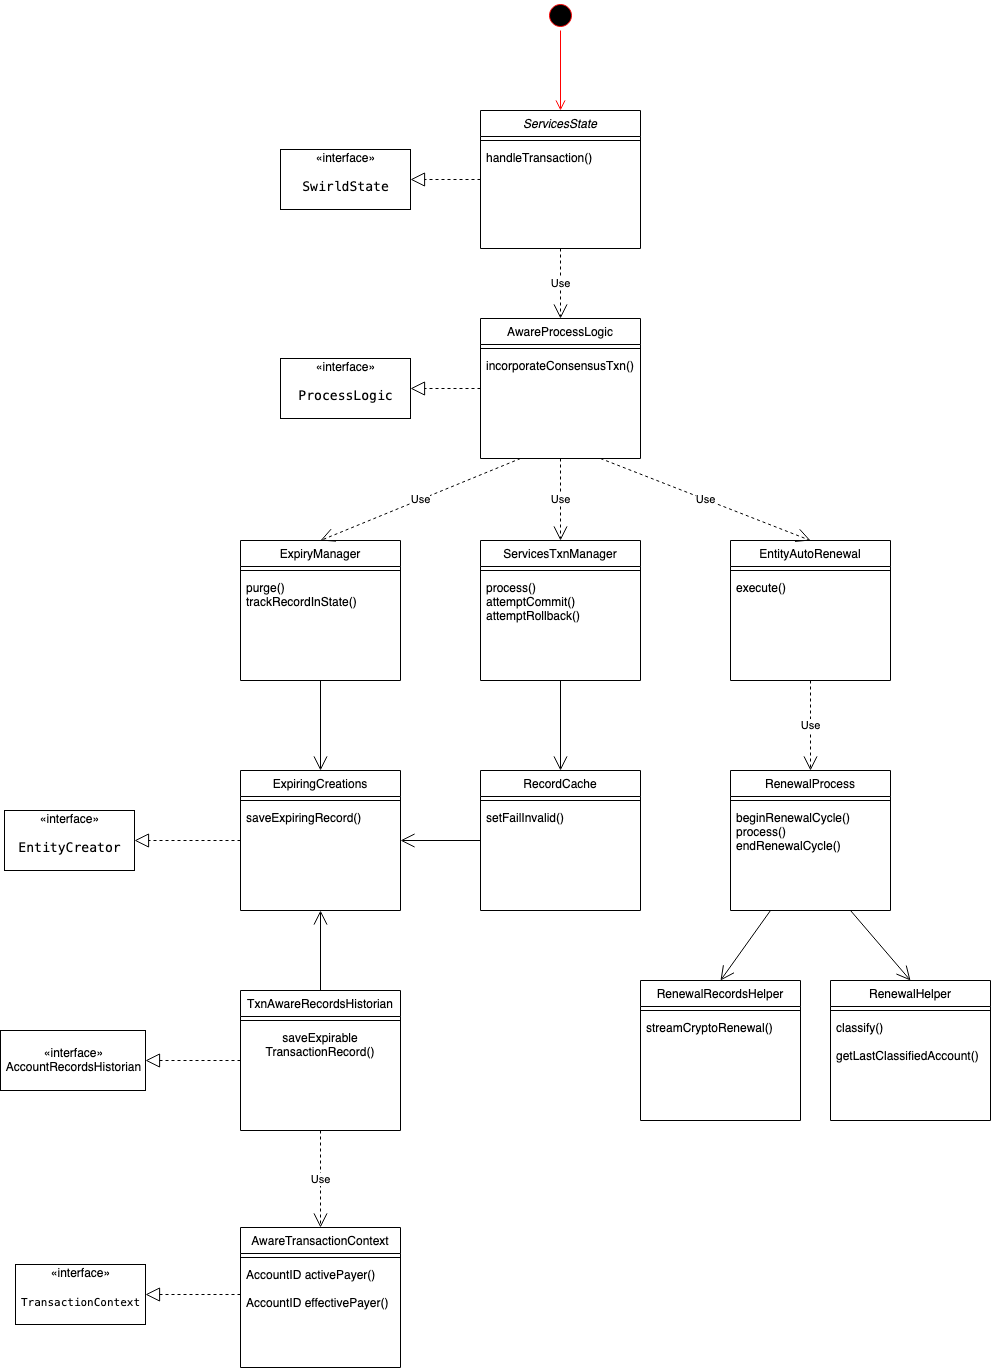 ServicesState
handleTransaction()
«interface»
SwirldState
Use
AwareProcessLogic
incorporateConsensusTxn()
«interface»
ProcessLogic
Use
Use
Use
ExpiryManager
purge()
trackRecordInState()
ServicesTxnManager
process()
attemptCommit()
attemptRollback()
EntityAutoRenewal
execute()
Use
ExpiringCreations
saveExpiringRecord()
RecordCache
setFailInvalid()
RenewalProcess
beginRenewalCycle()
process()
endRenewalCycle()
«interface»
EntityCreator
TxnAwareRecordsHistorian
saveExpirable
TransactionRecord()
RenewalRecordsHelper
streamCryptoRenewal()
RenewalHelper
classify()
getLastClassifiedAccount()
«interface»
AccountRecordsHistorian
Use
AwareTransactionContext
AccountID activePayer()
AccountID effectivePayer()
«interface»
TransactionContext